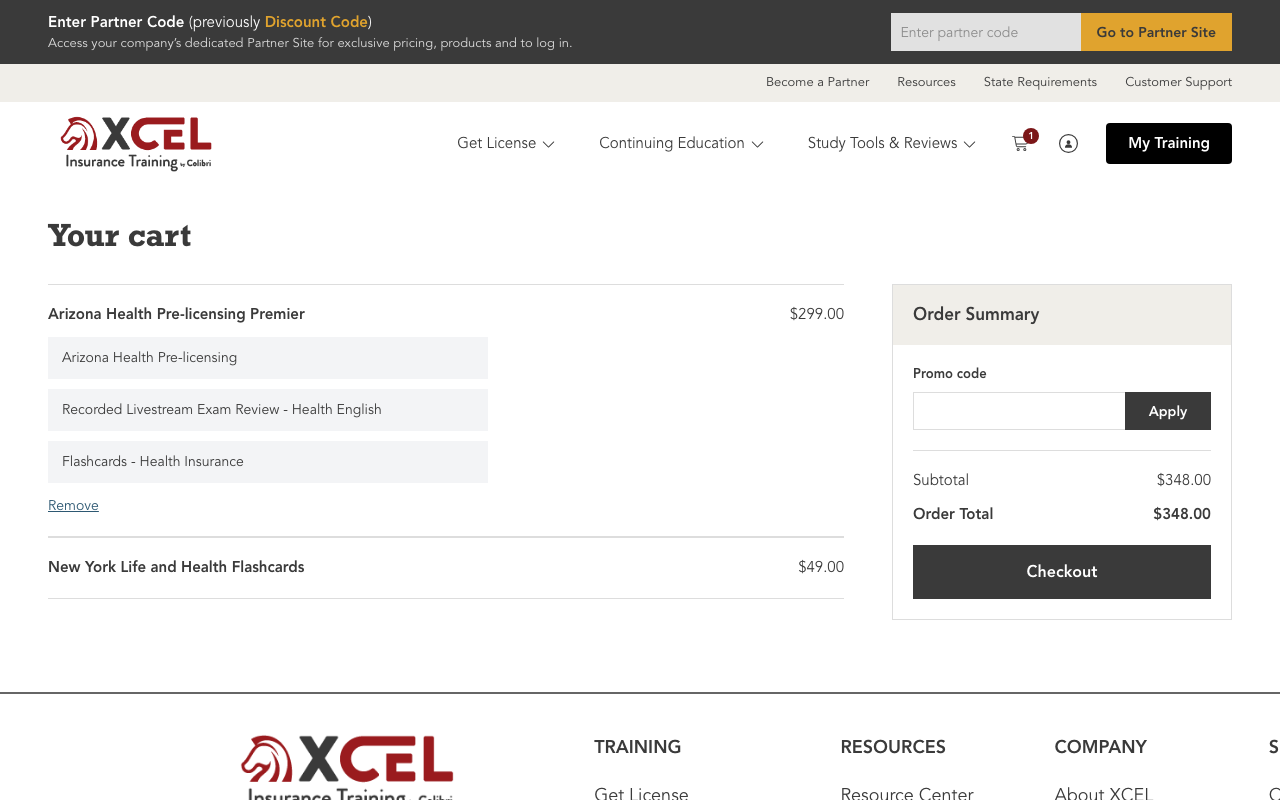 Enter Partner Code (previously Discount Code)
Access your company's dedicated Partner Site for exclusive pricing, products and to log in.
Enter partner code
Go to Partner Site
Become a Partner
Resources
State Requirements
Customer Support
XCEL
Insurance Training by Colibri
Get License
Continuing Education
Study Tools & Reviews
1
My Training
Your cart
Arizona Health Pre-licensing Premier
$299.00
Arizona Health Pre-licensing
Recorded Livestream Exam Review - Health English
Flashcards - Health Insurance
Remove
New York Life and Health Flashcards
$49.00
Order Summary
Promo code
Apply
Subtotal
$348.00
Order Total
$348.00
Checkout
XCEL
Insurance Training by Colibri
TRAINING
Get License
RESOURCES
Resource Center
COMPANY
About XCEL